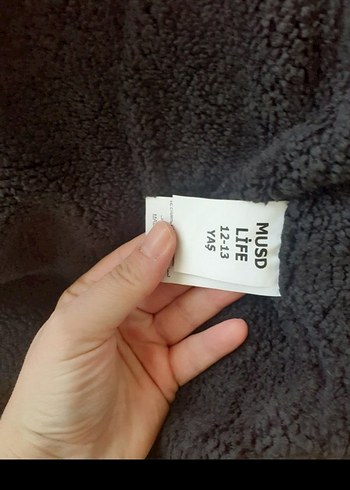 MUSD
LİFE
12-13
YAŞ